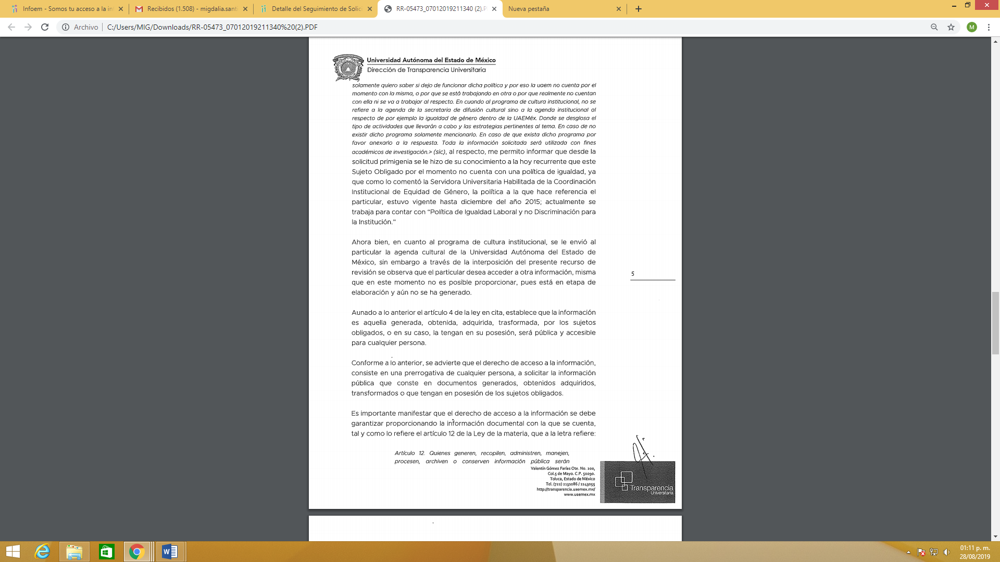 Infoem - Somos tu acceso a la in
Recibidos (1.508) - migdalia.sant
Detalle del Seguimiento de Solici
RR-05473_07012019211340 (2).P
Nueva pestaña
Archivo
C:/Users/MIG/Downloads/RR-05473_07012019211340%20(2).PDF
M
Universidad Autónoma del Estado de México
Dirección de Transparencia Universitaria
solamente quiero saber si dejo de funcionar dicha política y por eso la uaem no cuenta por el
momento con la misma, o por que se está trabajando en otra o por que realmente no cuentan
con ella ni se va a trabajar al respecto. En cuando al programa de cultura institucional, no se
refiere a la agenda de la secretaria de difusión cultural sino a la agenda institucional al
respecto de por ejemplo la igualdad de género dentro de la UAEMéx. Donde se desglosa el
tipo de actividades que llevarán a cabo y las estrategias pertinentes al tema. En caso de no
existir dicho programa solamente mencionarlo. En caso de que exista dicho programa por
favor anexarlo a la respuesta. Toda la información solicitada será utilizada con fines
académicos de investigación.> (sic), al respecto, me permito informar que desde la
solicitud primigenia se le hizo de su conocimiento a la hoy recurrente que este
Sujeto Obligado por el momento no cuenta con una política de igualdad, ya
que como lo comentó la Servidora Universitaria Habilitada de la Coordinación
Institucional de Equidad de Género, la política a la que hace referencia el
particular, estuvo vigente hasta diciembre del año 2015; actualmente se
trabaja para contar con “Política de Igualdad Laboral y no Discriminación para
la Institución.”
Ahora bien, en cuanto al programa de cultura institucional, se le envió al
particular la agenda cultural de la Universidad Autónoma del Estado de
México, sin embargo a través de la interposición del presente recurso de
revisión se observa que el particular desea acceder a otra información, misma
que en este momento no es posible proporcionar, pues está en etapa de
elaboración y aún no se ha generado.
5
Aunado a lo anterior el artículo 4 de la ley en cita, establece que la información
es aquella generada, obtenida, adquirida, trasformada, por los sujetos
obligados, o en su caso, la tengan en su posesión, será pública y accesible
para cualquier persona.
Conforme a lo anterior, se advierte que el derecho de acceso a la información,
consiste en una prerrogativa de cualquier persona, a solicitar la información
pública que conste en documentos generados, obtenidos adquiridos,
transformados o que tengan en posesión de los sujetos obligados.
Es importante manifestar que el derecho de acceso a la información se debe
garantizar proporcionando la información documental con la que se cuenta,
tal y como lo refiere el artículo 12 de la Ley de la materia, que a la letra refiere:
Artículo 12. Quienes generen, recopilen, administren, manejen,
procesen, archiven o conserven información pública serán
Valentín Gómez Farías Ote. No. 200,
Col.5 de Mayo. C.P. 50090.
Toluca, Estado de México
Tel. (722) 2131086 / 2143055
http://transparencia.uaemex.mx/
www.uaemex.mx
Transparencia
Universitaria
01:11 p. m.
28/08/2019